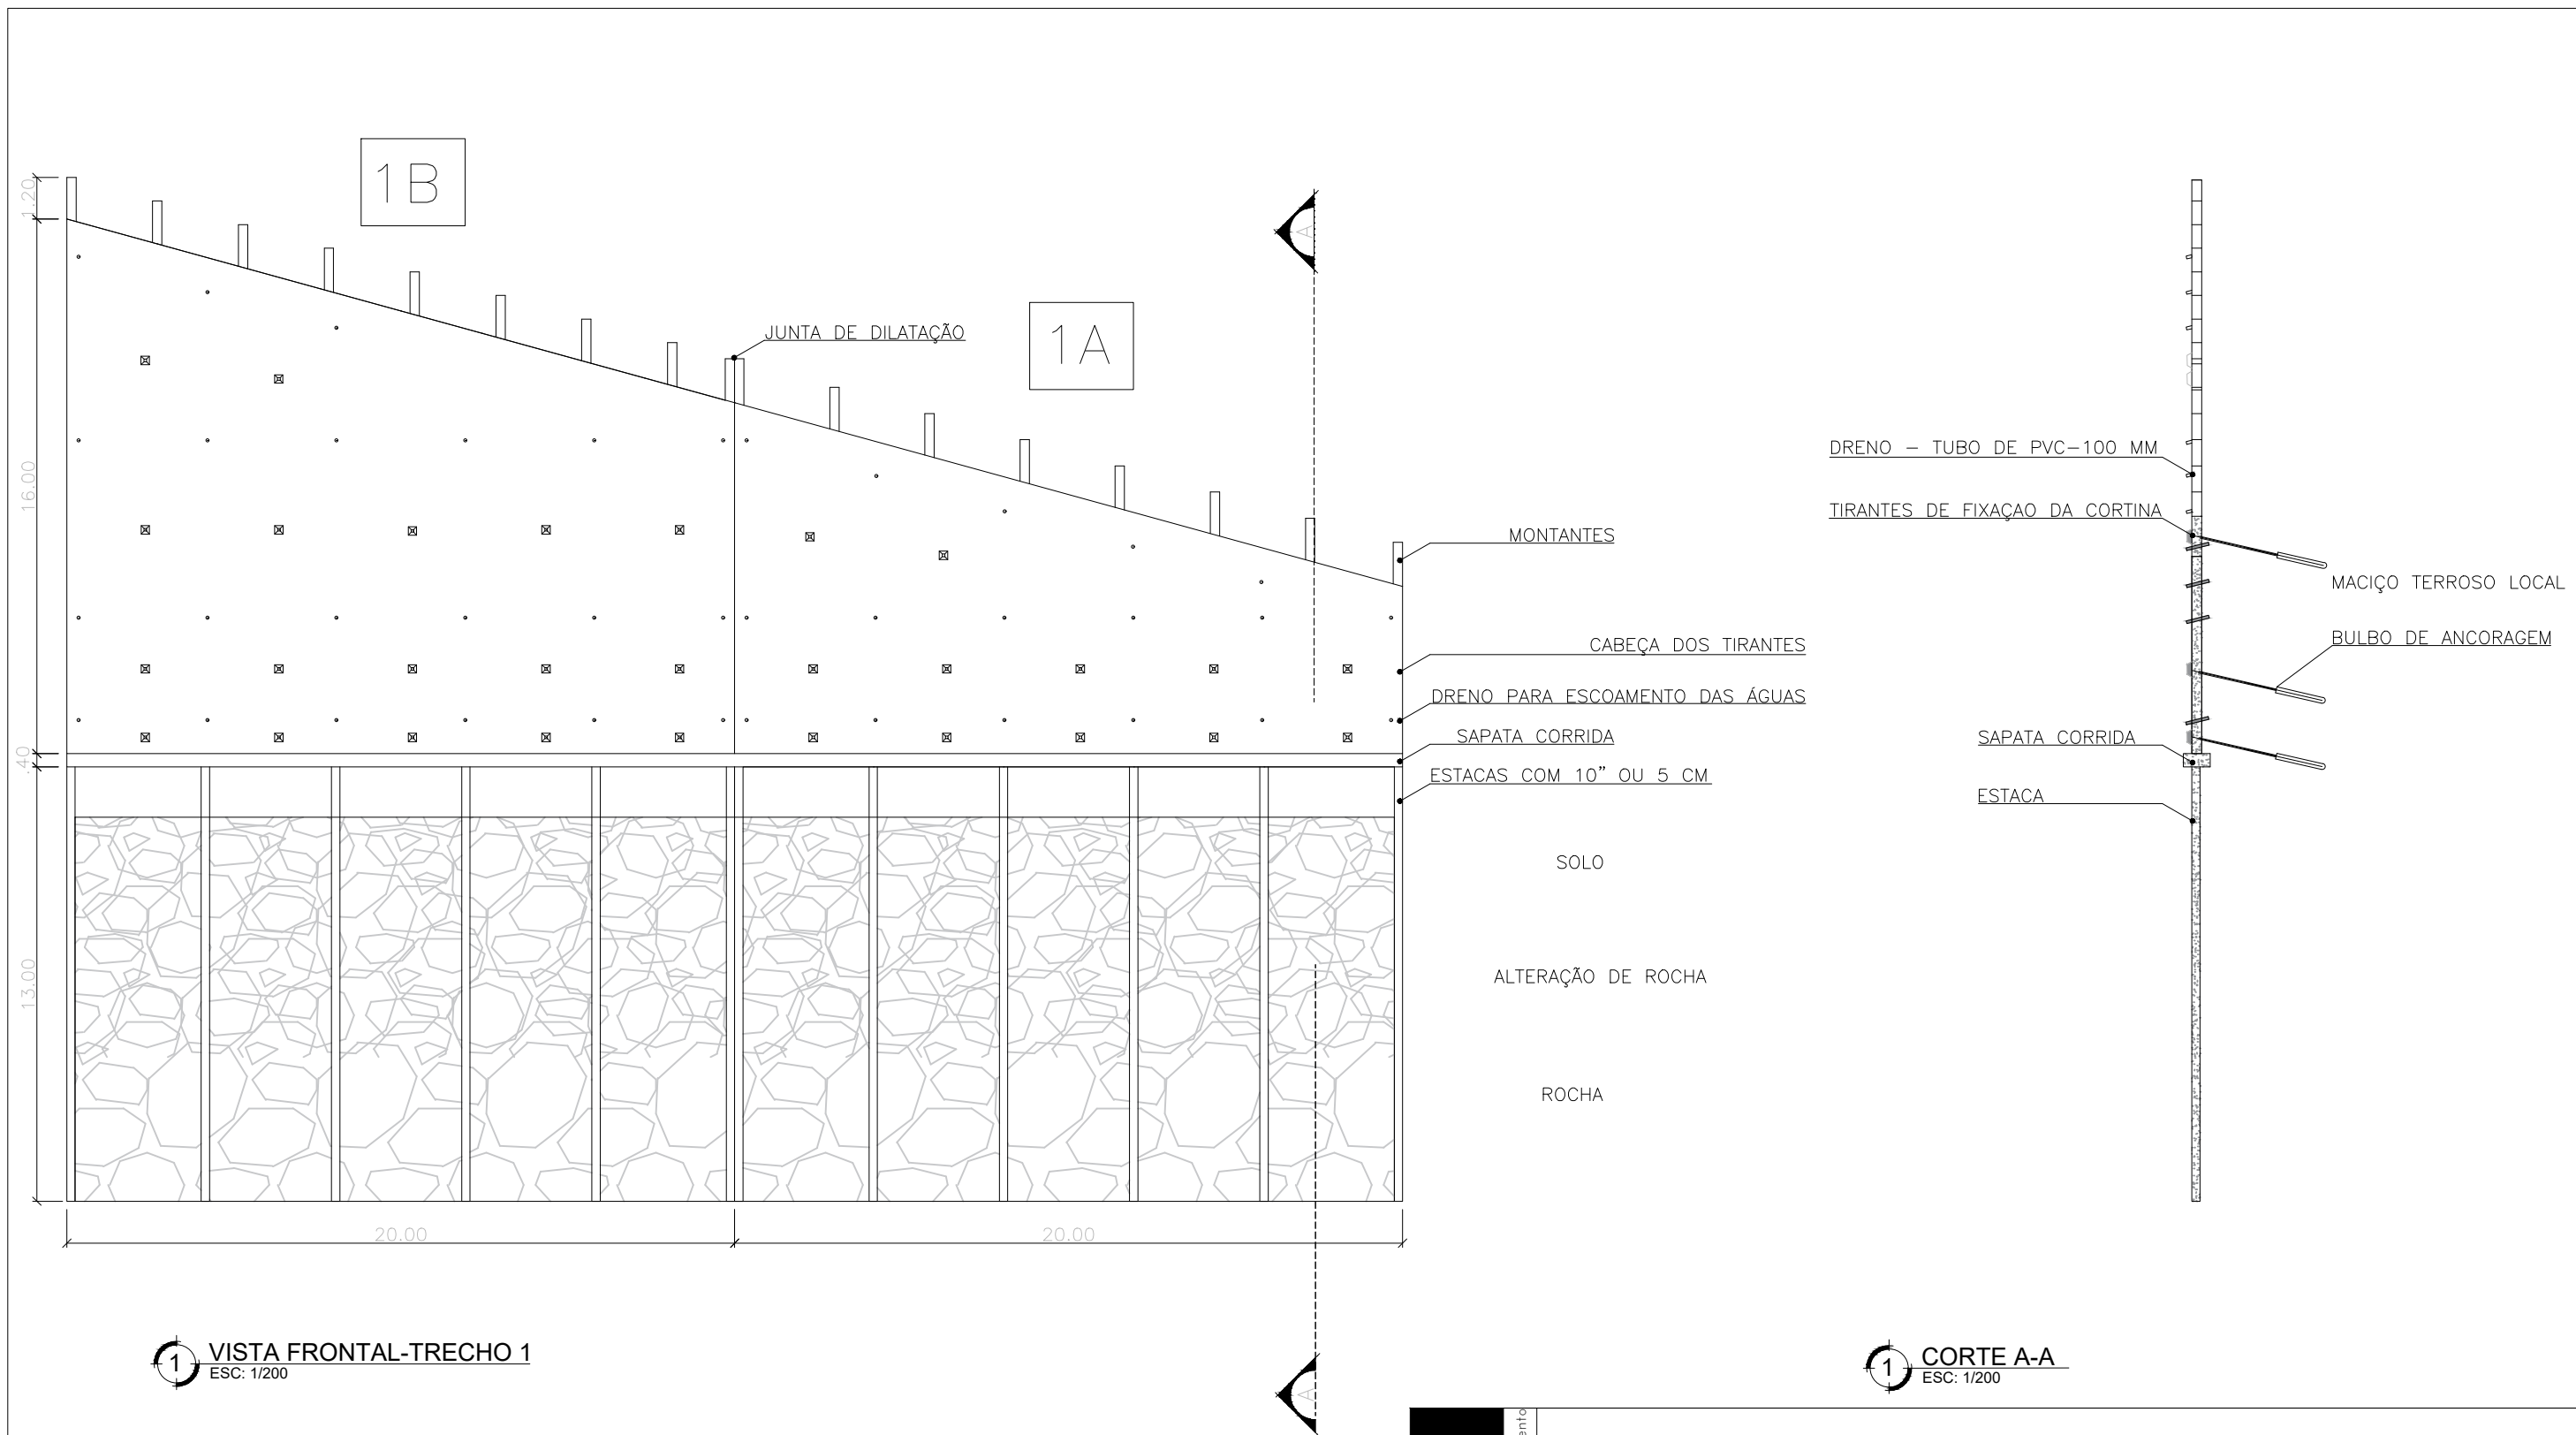 1B
1.20
JUNTA DE DILATAÇÃO
1A
A
16.00
MONTANTES
CABEÇA DOS TIRANTES
DRENO PARA ESCOAMENTO DAS ÁGUAS
SAPATA CORRIDA
.40
ESTACAS COM 10" OU 5 CM
SOLO
ALTERAÇÃO DE ROCHA
13.00
ROCHA
20.00
20.00
1
VISTA FRONTAL-TRECHO 1
ESC: 1/200
A
DRENO - TUBO DE PVC-100 MM
TIRANTES DE FIXAÇAO DA CORTINA
MACIÇO TERROSO LOCAL
BULBO DE ANCORAGEM
SAPATA CORRIDA
ESTACA
1
CORTE A-A
ESC: 1/200
ento